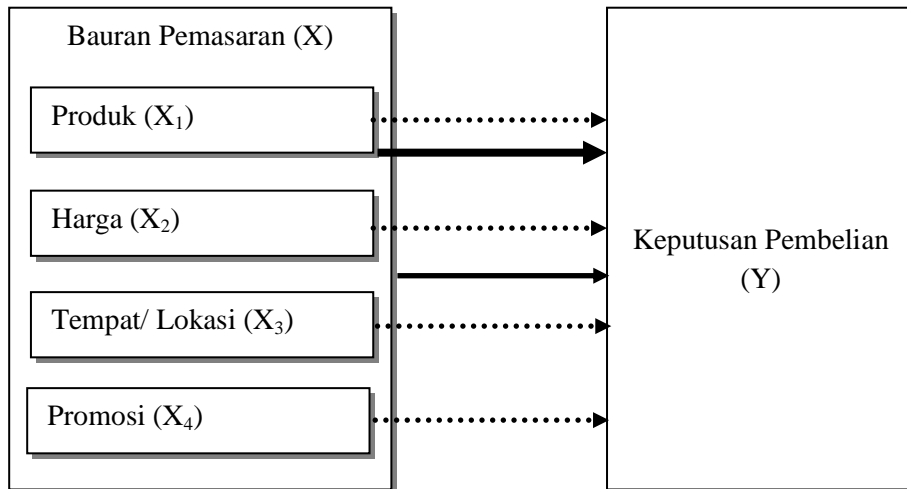 Bauran Pemasaran (X)
Produk (X₁)
Harga (X₂)
Tempat/ Lokasi (X₃)
Promosi (X₄)
Keputusan Pembelian
(Y)